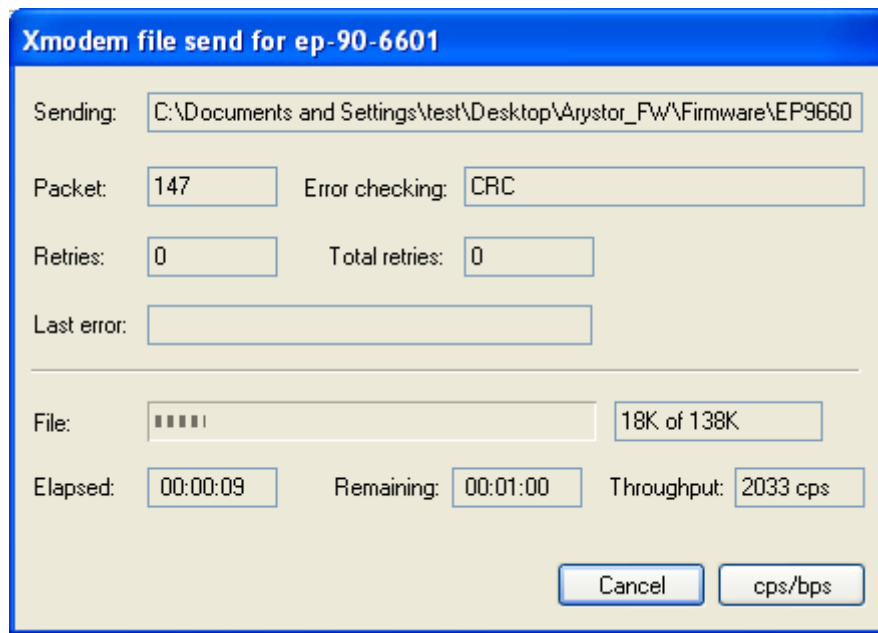 Xmodem file send for ep-90-6601
Sending: C:\Documents and Settings\test\Desktop\Arystor_FW\Firmware\EP9660
Packet: 147 Error checking: CRC
Retries: 0 Total retries: 0
Last error:
File: 18K of 138K
Elapsed: 00:00:09 Remaining: 00:01:00 Throughput: 2033 cps
Cancel cps/bps